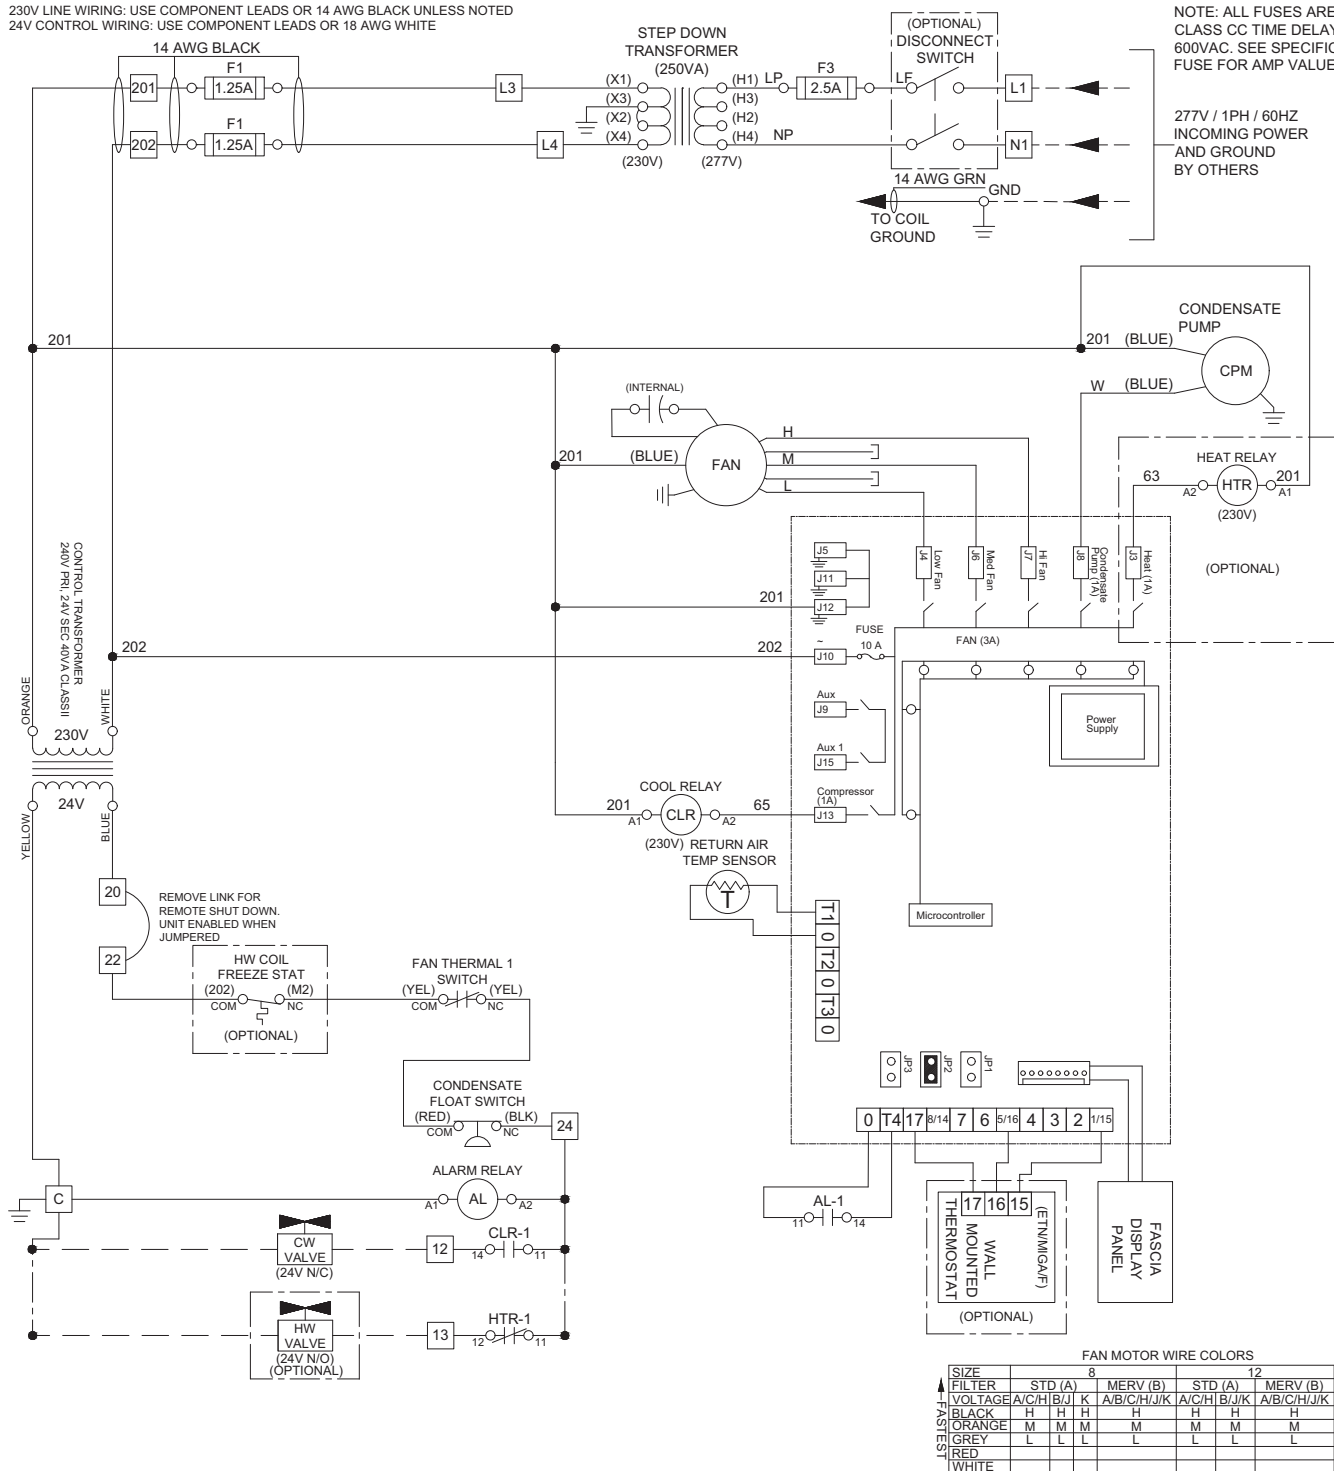 230V LINE WIRING: USE COMPONENT LEADS OR 14 AWG BLACK UNLESS NOTED
24V CONTROL WIRING: USE COMPONENT LEADS OR 18 AWG WHITE
14 AWG BLACK
201
F1
1.25A
L3
202
F1
1.25A
L4
STEP DOWN
TRANSFORMER
(250VA)
(X1)
(X3)
(X2)
(X4)
(230V)
(H1)
(H3)
(H2)
(H4)
(277V)
LP
NP
F3
2.5A
(OPTIONAL)
DISCONNECT
SWITCH
LF
L1
N1
14 AWG GRN
GND
TO COIL
GROUND
NOTE: ALL FUSES ARE
CLASS CC TIME DELAY
600VAC. SEE SPECIFIC
FUSE FOR AMP VALUE
277V / 1PH / 60HZ
INCOMING POWER
AND GROUND
BY OTHERS
201
CONDENSATE
PUMP
201 (BLUE)
W (BLUE)
CPM
(INTERNAL)
201 (BLUE)
FAN
H
M
L
HEAT RELAY
63
A2
HTR
201
A1
(230V)
(OPTIONAL)
J4
Low Fan
J6
Med Fan
J7
Hi Fan
J8
Condensate
Pump (1A)
J3
Heat (1A)
J5
J11
201
J12
FUSE
10 A
FAN (3A)
202
202
~
J10
Aux
J9
Aux 1
J15
Compressor
(1A)
J13
Power
Supply
Microcontroller
CONTROL TRANSFORMER
240V PRI, 24V SEC 40VA CLASSII
ORANGE
WHITE
230V
24V
YELLOW
BLUE
COOL RELAY
201
A1
CLR
A2
65
(230V)
RETURN AIR
TEMP SENSOR
T
T1
0
T2
0
T3
0
20
22
REMOVE LINK FOR
REMOTE SHUT DOWN.
UNIT ENABLED WHEN
JUMPERED
HW COIL
FREEZE STAT
(202)
COM
(M2)
NC
(OPTIONAL)
FAN THERMAL 1
SWITCH
(YEL)
COM
(YEL)
NC
CONDENSATE
FLOAT SWITCH
(RED)
COM
(BLK)
NC
24
JP3
JP2
JP1
0 T4 17 8/14 7 6 5/16 4 3 2 1/15
ALARM RELAY
C
A1
AL
A2
CW
VALVE
(24V N/C)
12
CLR-1
14
11
HW
VALVE
(24V N/O)
(OPTIONAL)
13
HTR-1
12
11
AL-1
11
14
17 16 15
(ETN/MIGA/F)
WALL
MOUNTED
THERMOSTAT
(OPTIONAL)
FASCIA
DISPLAY
PANEL
FAN MOTOR WIRE COLORS
SIZE 8 12
FILTER STD (A) MERV (B) STD (A) MERV (B)
VOLTAGE A/C/H B/J K A/B/C/H/J/K A/C/H B/J/K A/B/C/H/J/K
BLACK H H H H H H H
ORANGE M M M M M M M
GREY L L L L L L L
RED
WHITE
FASTEST